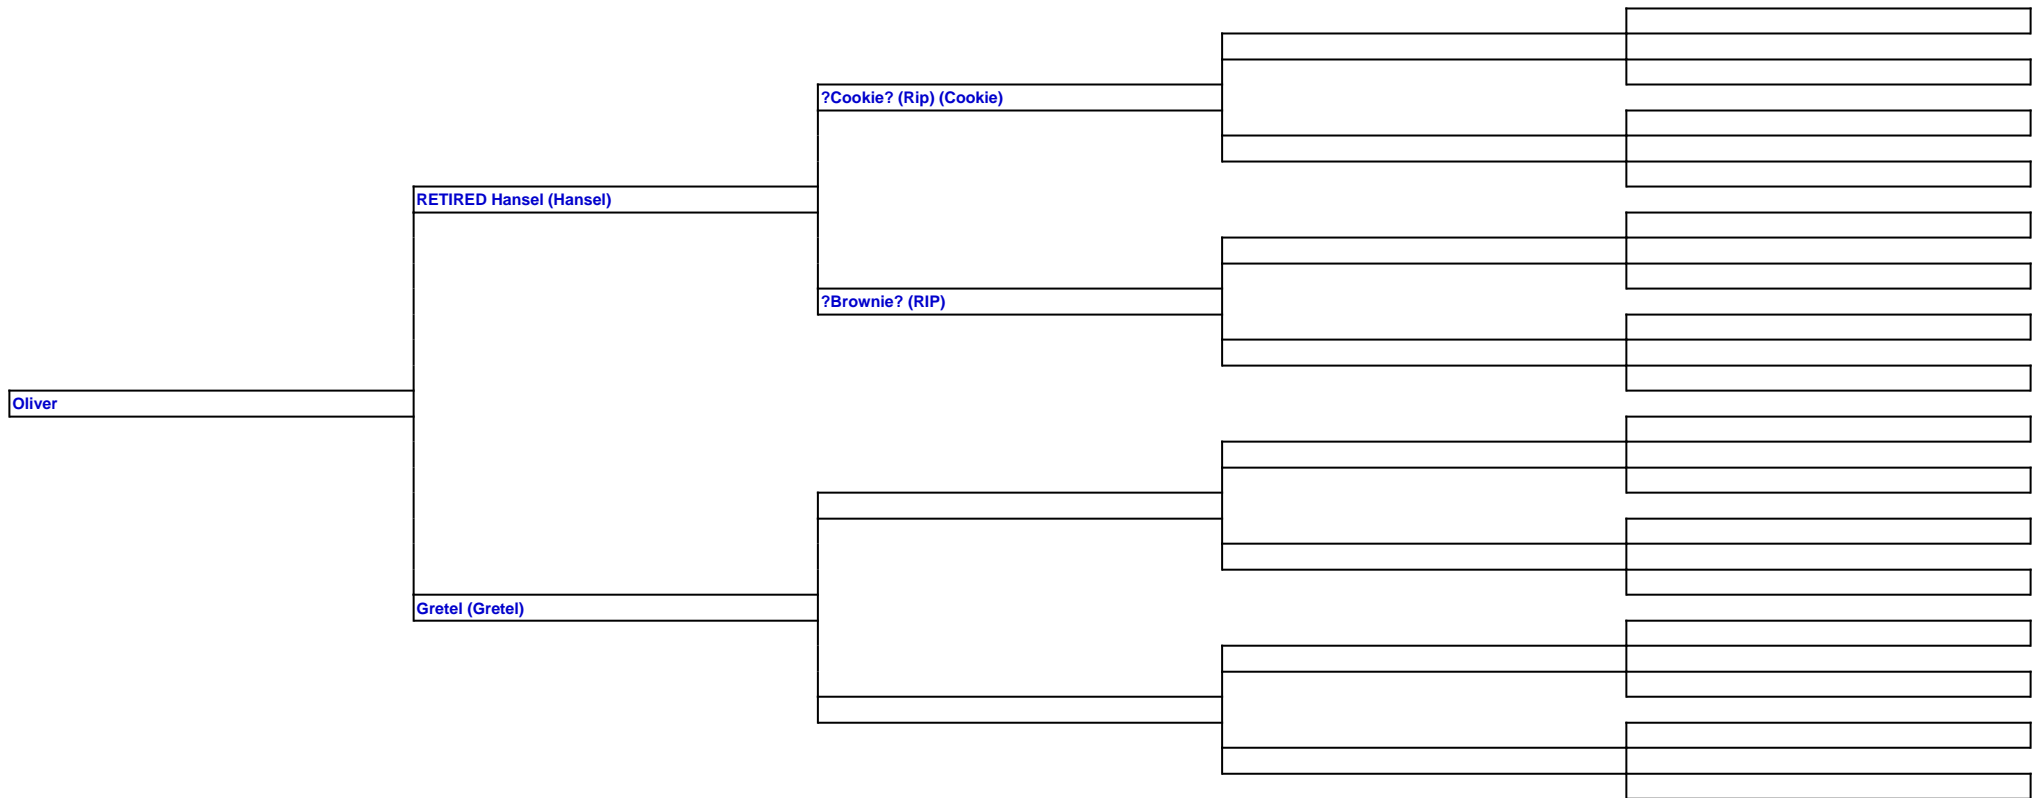 ?Cookie? (Rip) (Cookie)
RETIRED Hansel (Hansel)
?Brownie? (RIP)
Oliver
Gretel (Gretel)